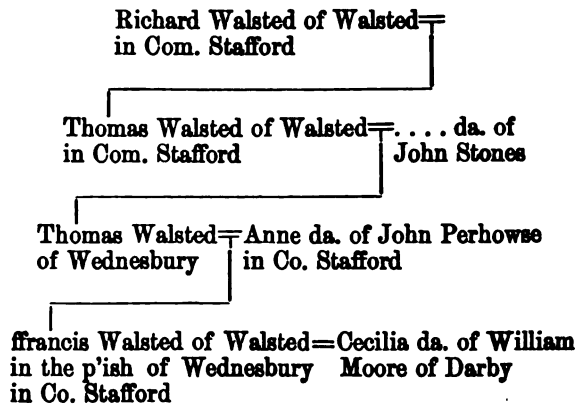 Richard Walsted of Walsted=
in Com. Stafford
Thomas Walsted of Walsted=.... da. of
in Com. Stafford John Stones
Thomas Walsted=Anne da. of John Perhowse
of Wednesbury in Co. Stafford
ffrancis Walsted of Walsted=Cecilia da. of William
in the p'ish of Wednesbury Moore of Darby
in Co. Stafford